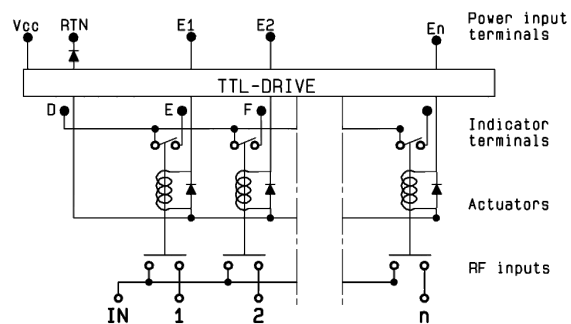 Vcc RTN E1 E2 En Power input
terminals
TTL-DRIVE
D E F Indicator
terminals
Actuators
RF inputs
IN 1 2 n